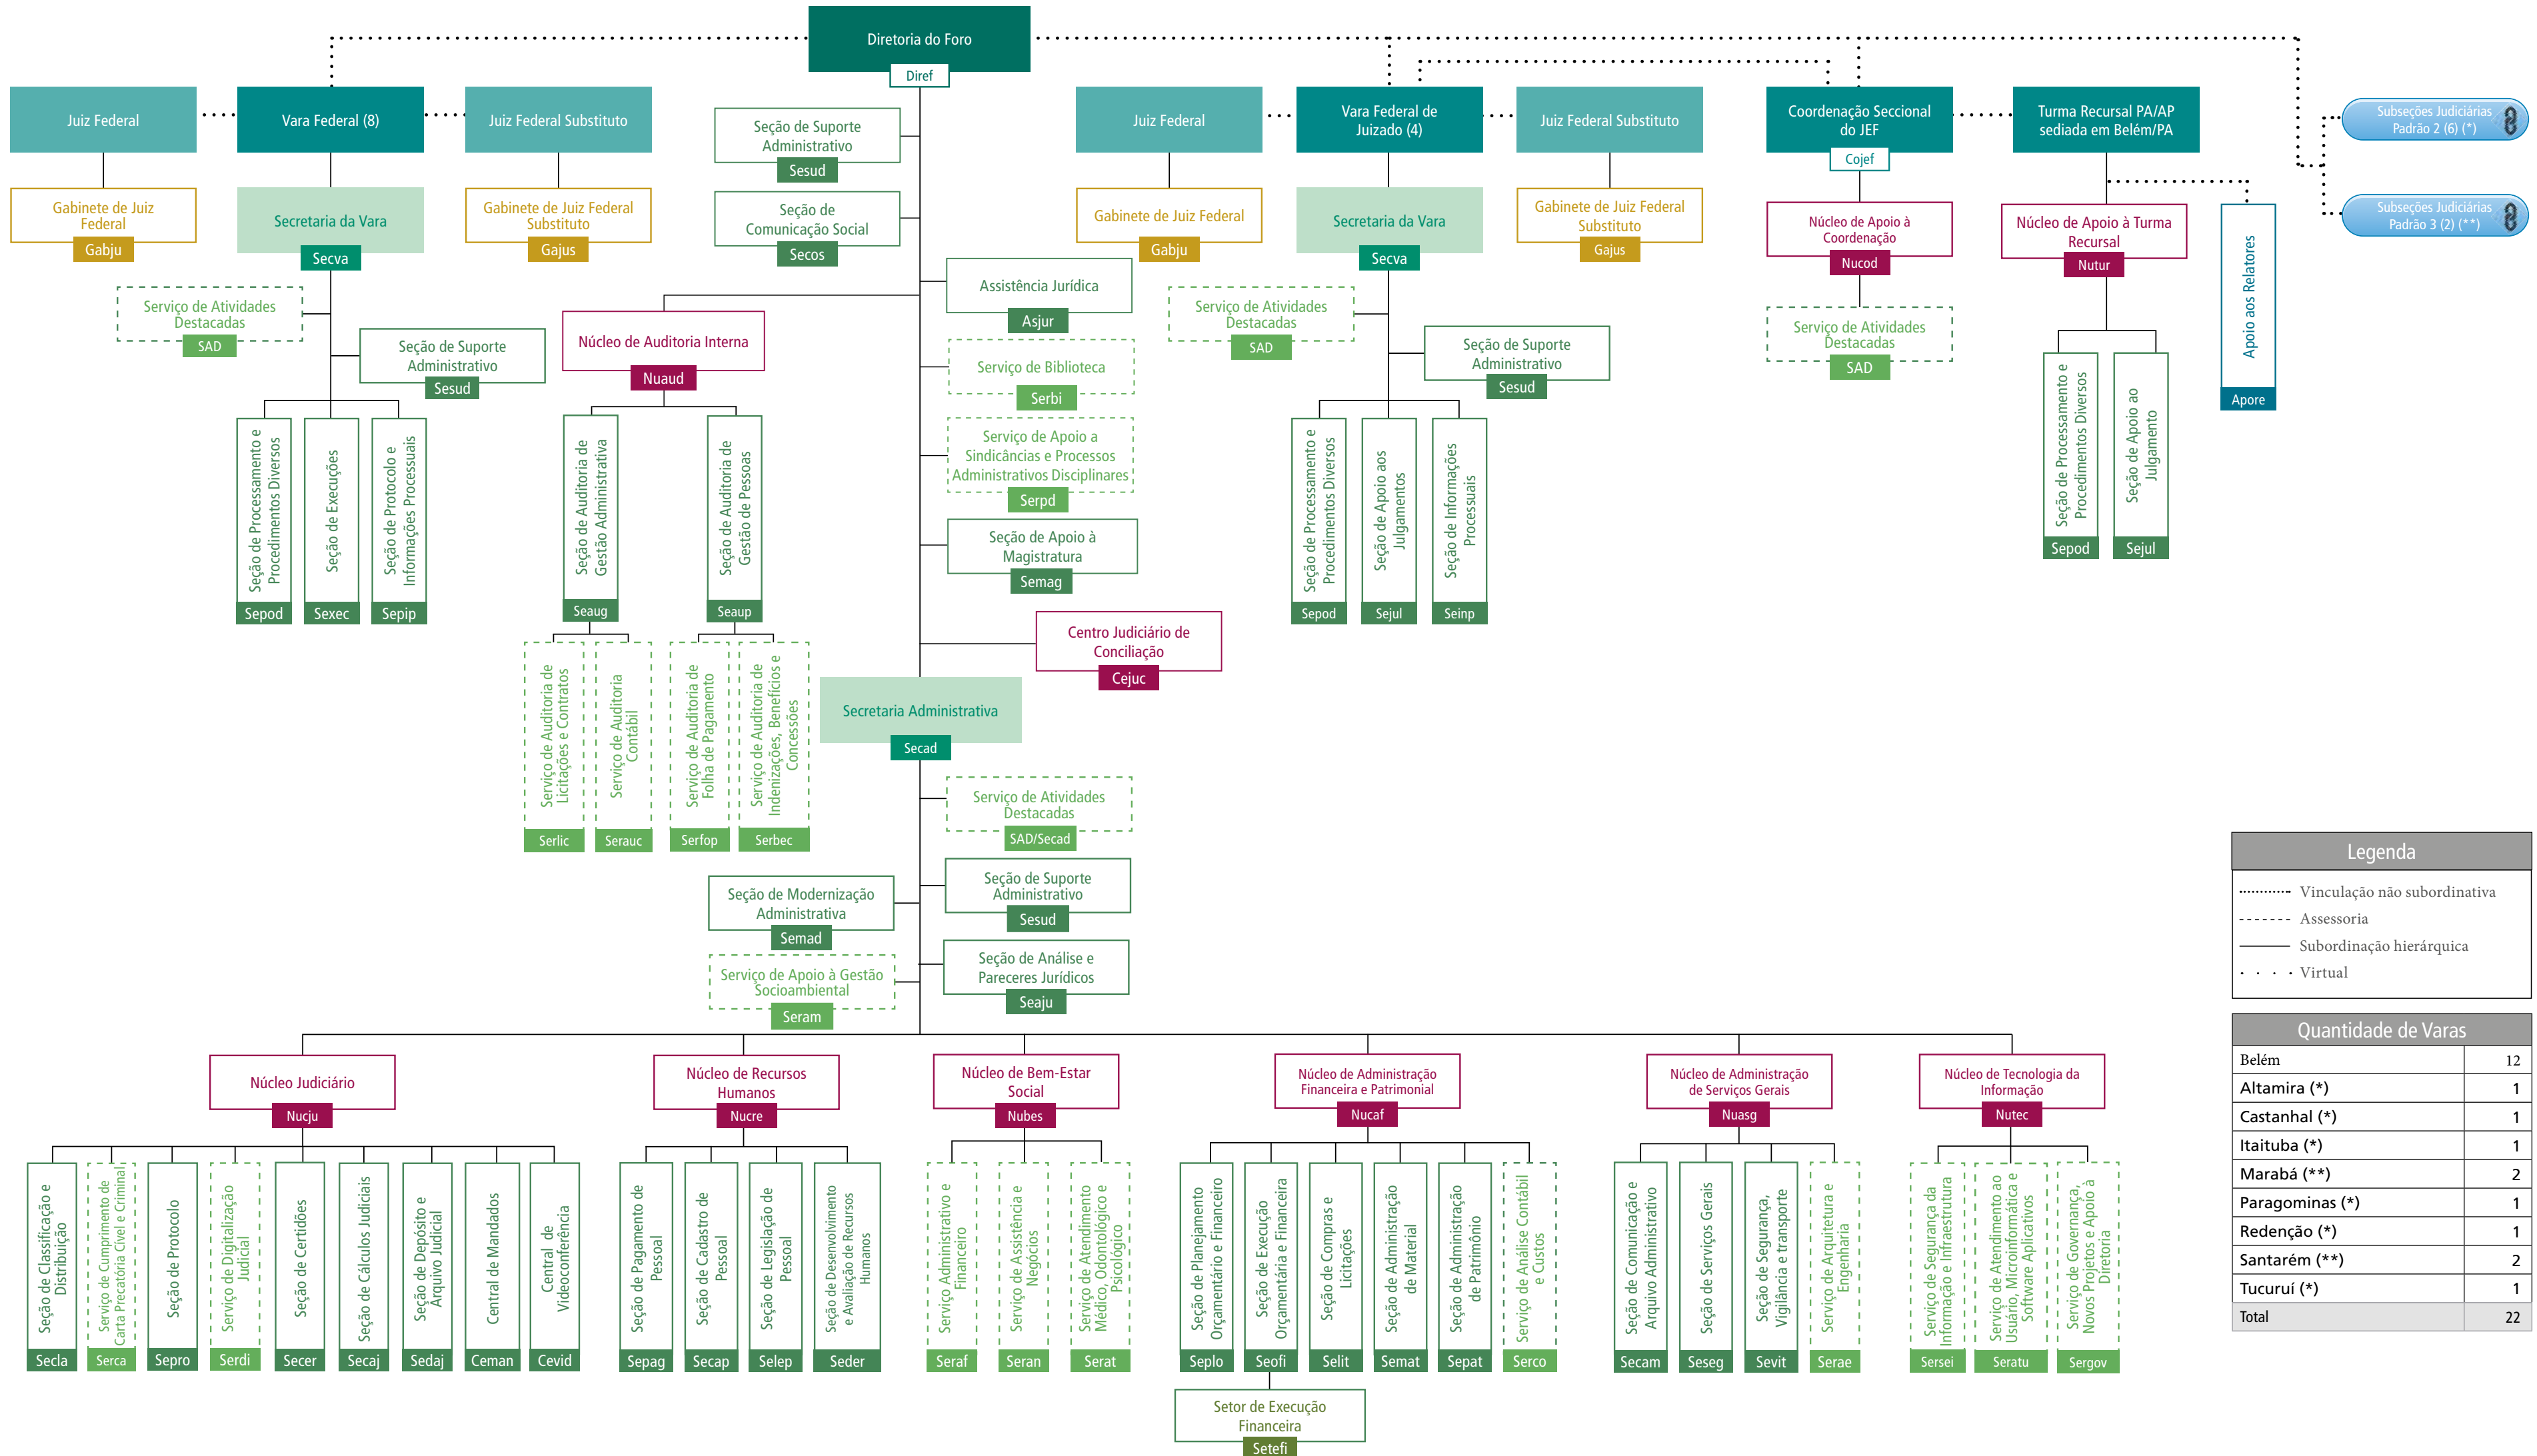 Diretoria do Foro
Diref
Juiz Federal
Vara Federal (8)
Juiz Federal Substituto
Gabinete de Juiz
Federal
Gabju
Secretaria da Vara
Secva
Gabinete de Juiz Federal
Substituto
Gajus
Serviço de Atividades
Destacadas
SAD
Seção de Suporte
Administrativo
Sesud
Seção de Processamento e
Procedimentos Diversos
Sepod
Seção de Execuções
Sexec
Seção de Protocolo e
Informações Processuais
Sepip
Seção de Suporte
Administrativo
Sesud
Seção de
Comunicação Social
Secos
Assistência Jurídica
Asjur
Núcleo de Auditoria Interna
Nuaud
Seção de Auditoria de
Gestão Administrativa
Seaug
Seção de Auditoria de
Gestão de Pessoas
Seaup
Serviço de Auditoria de
Licitações e Contratos
Serlic
Serviço de Auditoria
Contábil
Serauc
Serviço de Auditoria de
Folha de Pagamento
Serfop
Serviço de Auditoria de
Indenizações, Benefícios e
Concessões
Serbec
Serviço de Biblioteca
Serbi
Serviço de Apoio a
Sindicâncias e Processos
Administrativos Disciplinares
Serpd
Seção de Apoio à
Magistratura
Semag
Centro Judiciário de
Conciliação
Cejuc
Juiz Federal
Vara Federal de
Juizado (4)
Juiz Federal Substituto
Gabinete de Juiz Federal
Gabju
Secretaria da Vara
Secva
Gabinete de Juiz Federal
Substituto
Gajus
Serviço de Atividades
Destacadas
SAD
Seção de Suporte
Administrativo
Sesud
Seção de Processamento e
Procedimentos Diversos
Sepod
Seção de Apoio aos
Julgamentos
Sejul
Seção de Informações
Processuais
Seinp
Coordenação Seccional
do JEF
Cojef
Núcleo de Apoio à
Coordenação
Nucod
Serviço de Atividades
Destacadas
SAD
Turma Recursal PA/AP
sediada em Belém/PA
Núcleo de Apoio à Turma
Recursal
Nutur
Seção de Processamento e
Procedimentos Diversos
Sepod
Seção de Apoio ao
Julgamento
Sejul
Apoio aos Relatores
Apore
Subseções Judiciárias
Padrão 2 (6) (*)
Subseções Judiciárias
Padrão 3 (2) (**)
Secretaria Administrativa
Secad
Serviço de Atividades
Destacadas
SAD/Secad
Seção de Suporte
Administrativo
Sesud
Seção de Modernização
Administrativa
Semad
Seção de Análise e
Pareceres Jurídicos
Seaju
Serviço de Apoio à Gestão
Socioambiental
Seram
Núcleo Judiciário
Nucju
Seção de Classificação e
Distribuição
Secla
Serviço de Cumprimento de
Carta Precatória Cível e Criminal
Serca
Seção de Protocolo
Sepro
Serviço de Digitalização
Judicial
Serdi
Seção de Certidões
Secer
Seção de Cálculos Judiciais
Secaj
Seção de Depósito e
Arquivo Judicial
Sedaj
Central de Mandados
Ceman
Central de
Videoconferência
Cevid
Núcleo de Recursos
Humanos
Nucre
Seção de Pagamento de
Pessoal
Sepag
Seção de Cadastro de
Pessoal
Secap
Seção de Legislação de
Pessoal
Selep
Seção de Desenvolvimento
e Avaliação de Recursos
Humanos
Seder
Núcleo de Bem-Estar
Social
Nubes
Serviço Administrativo e
Financeiro
Seraf
Serviço de Assistência e
Negócios
Seran
Serviço de Atendimento
Médico, Odontológico e
Psicológico
Serat
Núcleo de Administração
Financeira e Patrimonial
Nucaf
Seção de Planejamento
Orçamentário e Financeiro
Seplo
Seção de Execução
Orçamentária e Financeira
Seofi
Seção de Compras e
Licitações
Selit
Seção de Administração
de Material
Semat
Seção de Administração
de Patrimônio
Sepat
Serviço de Análise Contábil
e Custos
Serco
Setor de Execução
Financeira
Setefi
Núcleo de Administração
de Serviços Gerais
Nuasg
Seção de Comunicação e
Arquivo Administrativo
Secam
Seção de Serviços Gerais
Seseg
Seção de Segurança,
Vigilância e transporte
Sevit
Serviço de Arquitetura e
Engenharia
Serae
Núcleo de Tecnologia da
Informação
Nutec
Serviço de Segurança da
Informação e Infraestrutura
Sersei
Serviço de Atendimento ao
Usuário, Microinformática e
Software Aplicativos
Seratu
Serviço de Governança,
Novos Projetos e Apoio à
Diretoria
Sergov
Legenda
Vinculação não subordinativa
Assessoria
Subordinação hierárquica
Virtual
Quantidade de Varas
Belém 12
Altamira (*) 1
Castanhal (*) 1
Itaituba (*) 1
Marabá (**) 2
Paragominas (*) 1
Redenção (*) 1
Santarém (**) 2
Tucuruí (*) 1
Total 22